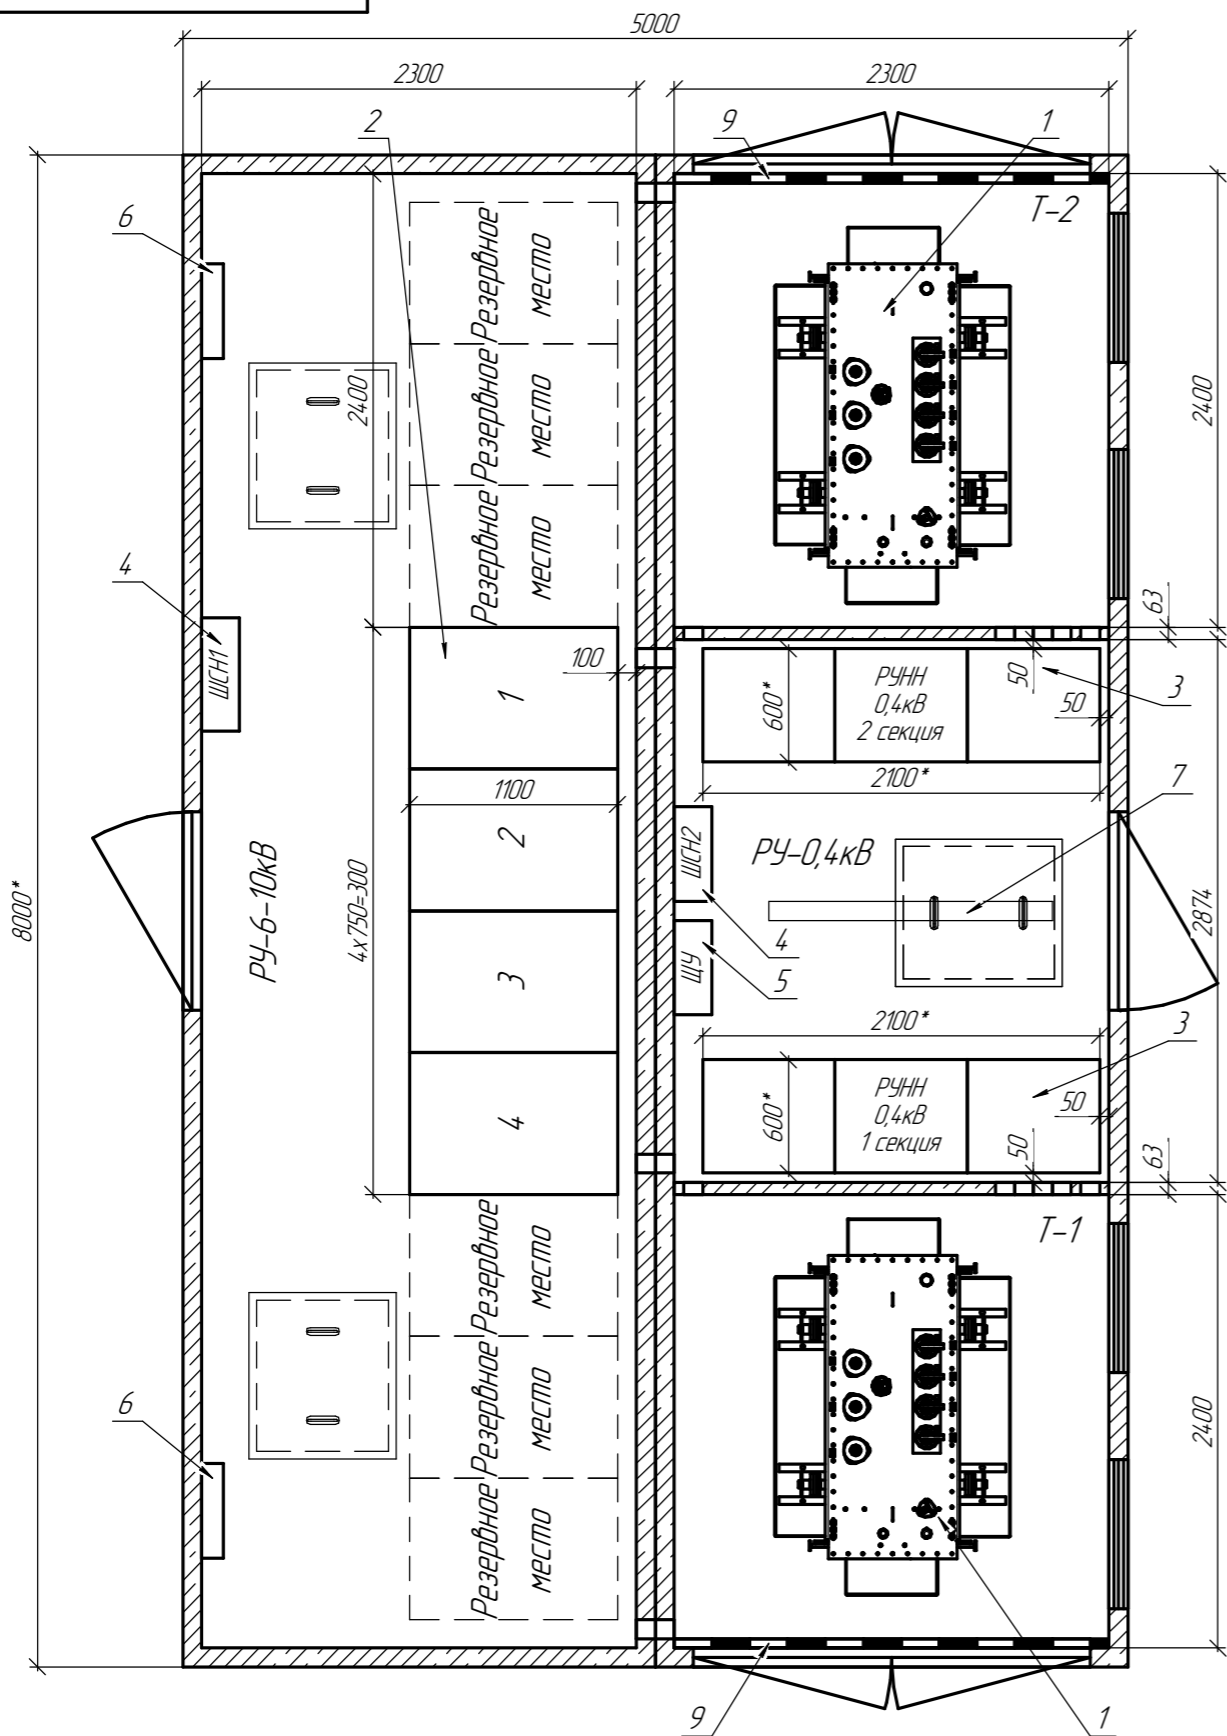 5000
2300
2300
2
9
1
6
Т-2
Резервное
место
Резервное
место
Резервное
место
2400
2400
4
ШСН1
63
100
1
50
3
РУНН
0,4кВ
2 секция
600*
50
2100*
1100
7
2
ШСН2
РУ-0,4кВ
8000*
РУ-6-10кВ
4х750=300
2874
4
3
ЩУ
5
2100*
3
4
РУНН
0,4кВ
1 секция
600*
50
50
63
Т-1
Резервное
место
Резервное
место
Резервное
место
6
2400
9
1